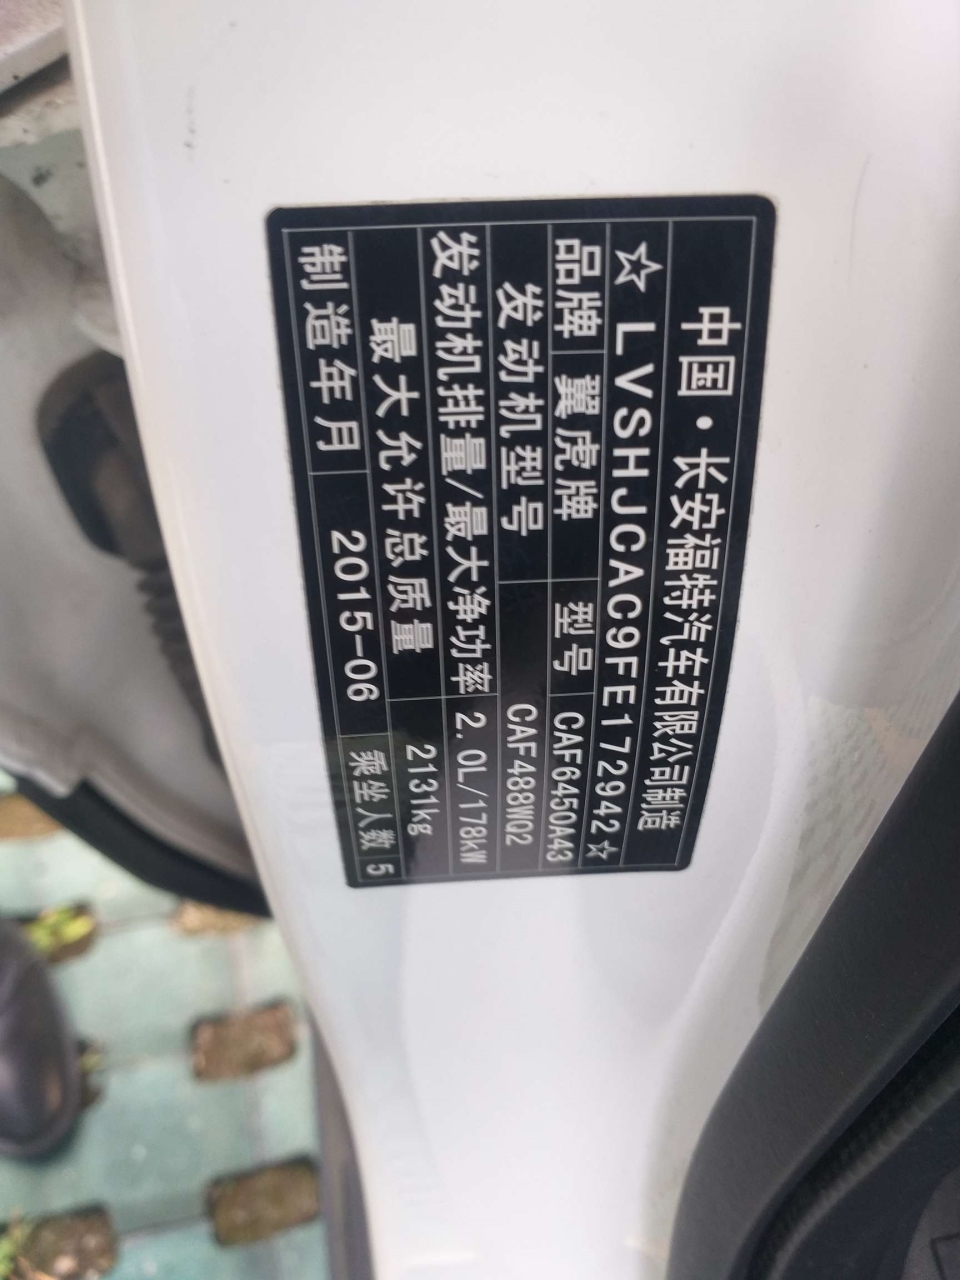 中国·长安福特汽车有限公司制造
☆LVSHJCAC9FE172942☆
品牌 翼虎牌 型号 CAF6450A43
发动机型号 CAF488WQ2
发动机排量/最大净功率 2.0L/178kW
最大允许总质量 2131kg
制造年月 2015-06 乘坐人数 5